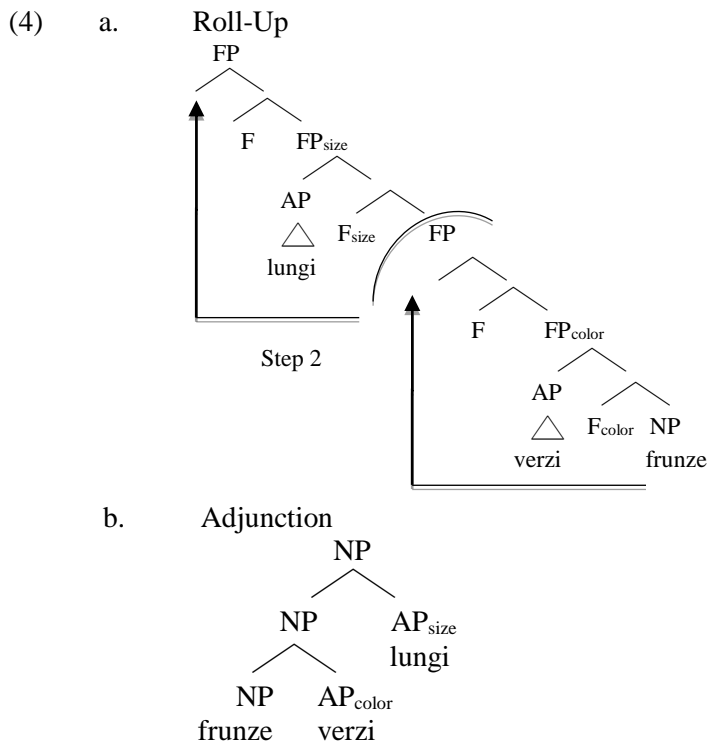 (4) a. Roll-Up
FP
F FPsize
AP
Fsize FP
lungi
F FPcolor
Step 2
AP
Fcolor NP
verzi frunze
b. Adjunction
NP
NP APsize
lungi
NP APcolor
frunze verzi